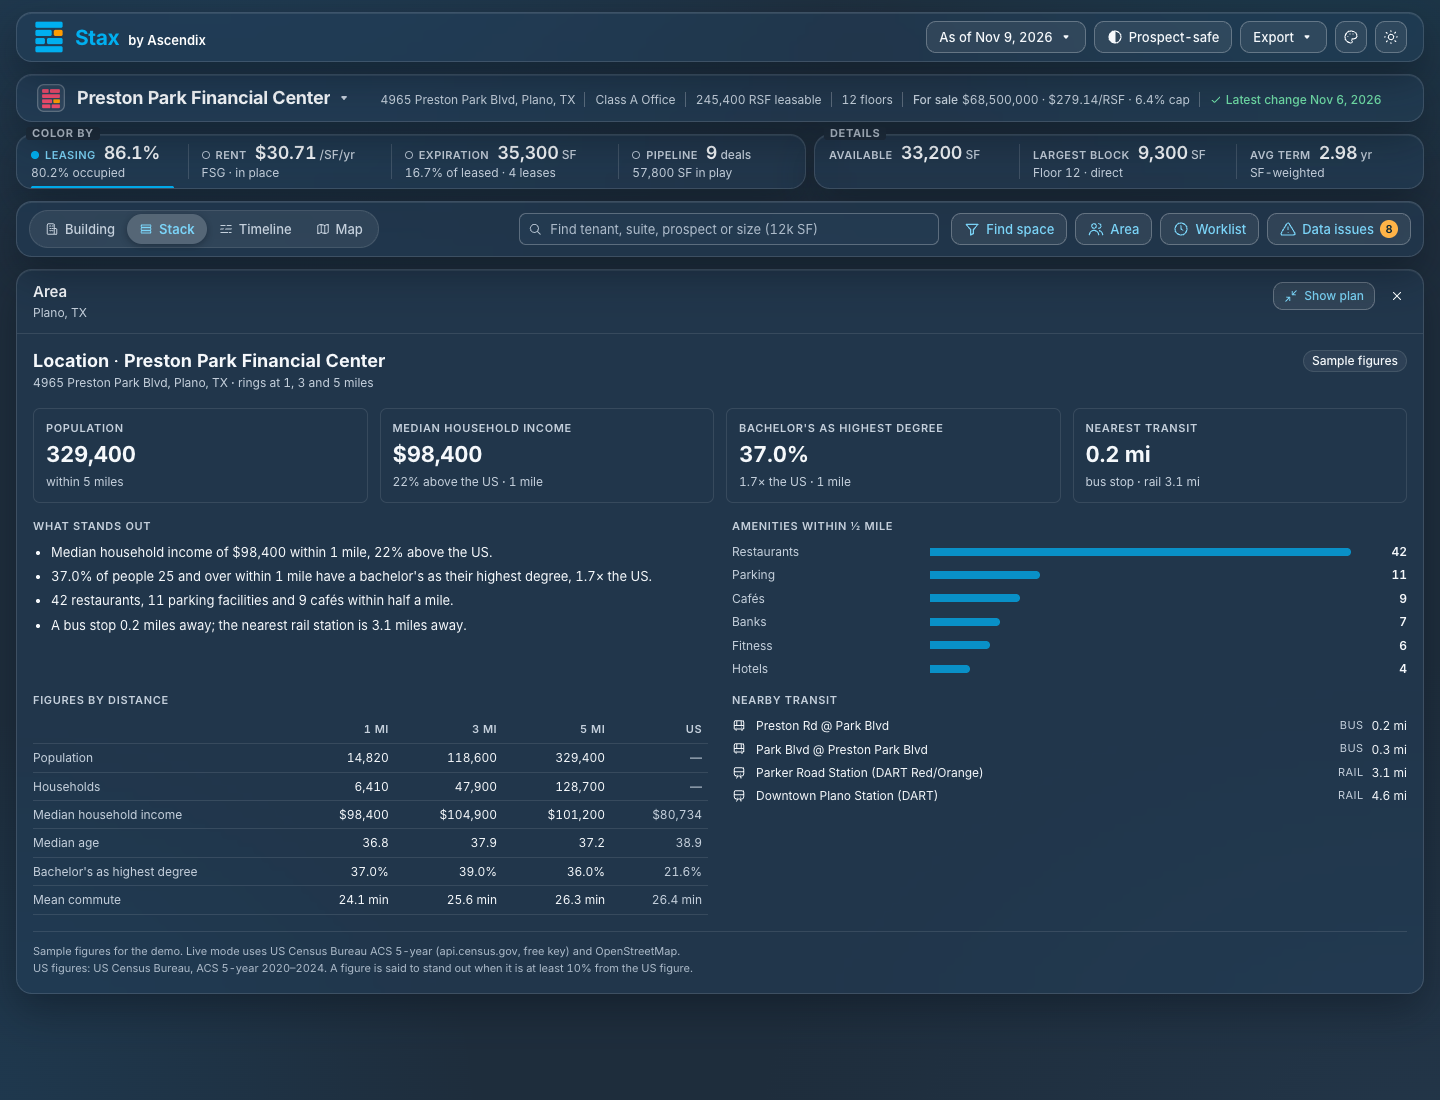 Stax by Ascendix
As of Nov 9, 2026
Prospect-safe
Export
Preston Park Financial Center
4965 Preston Park Blvd, Plano, TX
Class A Office
245,400 RSF leasable
12 floors
For sale $68,500,000 · $279.14/RSF · 6.4% cap
Latest change Nov 6, 2026
COLOR BY
LEASING 86.1%
80.2% occupied
RENT $30.71 /SF/yr
FSG · in place
EXPIRATION 35,300 SF
16.7% of leased · 4 leases
PIPELINE 9 deals
57,800 SF in play
DETAILS
AVAILABLE 33,200 SF
LARGEST BLOCK 9,300 SF
Floor 12 · direct
AVG TERM 2.98 yr
SF-weighted
Building
Stack
Timeline
Map
Find tenant, suite, prospect or size (12k SF)
Find space
Area
Worklist
Data issues 8
Area
Plano, TX
Show plan
Location · Preston Park Financial Center
4965 Preston Park Blvd, Plano, TX · rings at 1, 3 and 5 miles
Sample figures
POPULATION
329,400
within 5 miles
MEDIAN HOUSEHOLD INCOME
$98,400
22% above the US · 1 mile
BACHELOR'S AS HIGHEST DEGREE
37.0%
1.7× the US · 1 mile
NEAREST TRANSIT
0.2 mi
bus stop · rail 3.1 mi
WHAT STANDS OUT
• Median household income of $98,400 within 1 mile, 22% above the US.
• 37.0% of people 25 and over within 1 mile have a bachelor's as their highest degree, 1.7× the US.
• 42 restaurants, 11 parking facilities and 9 cafés within half a mile.
• A bus stop 0.2 miles away; the nearest rail station is 3.1 miles away.
AMENITIES WITHIN ½ MILE
Restaurants 42
Parking 11
Cafés 9
Banks 7
Fitness 6
Hotels 4
FIGURES BY DISTANCE
1 MI 3 MI 5 MI US
Population 14,820 118,600 329,400 —
Households 6,410 47,900 128,700 —
Median household income $98,400 $104,900 $101,200 $80,734
Median age 36.8 37.9 37.2 38.9
Bachelor's as highest degree 37.0% 39.0% 36.0% 21.6%
Mean commute 24.1 min 25.6 min 26.3 min 26.4 min
NEARBY TRANSIT
Preston Rd @ Park Blvd BUS 0.2 mi
Park Blvd @ Preston Park Blvd BUS 0.3 mi
Parker Road Station (DART Red/Orange) RAIL 3.1 mi
Downtown Plano Station (DART) RAIL 4.6 mi
Sample figures for the demo. Live mode uses US Census Bureau ACS 5-year (api.census.gov, free key) and OpenStreetMap.
US figures: US Census Bureau, ACS 5-year 2020–2024. A figure is said to stand out when it is at least 10% from the US figure.